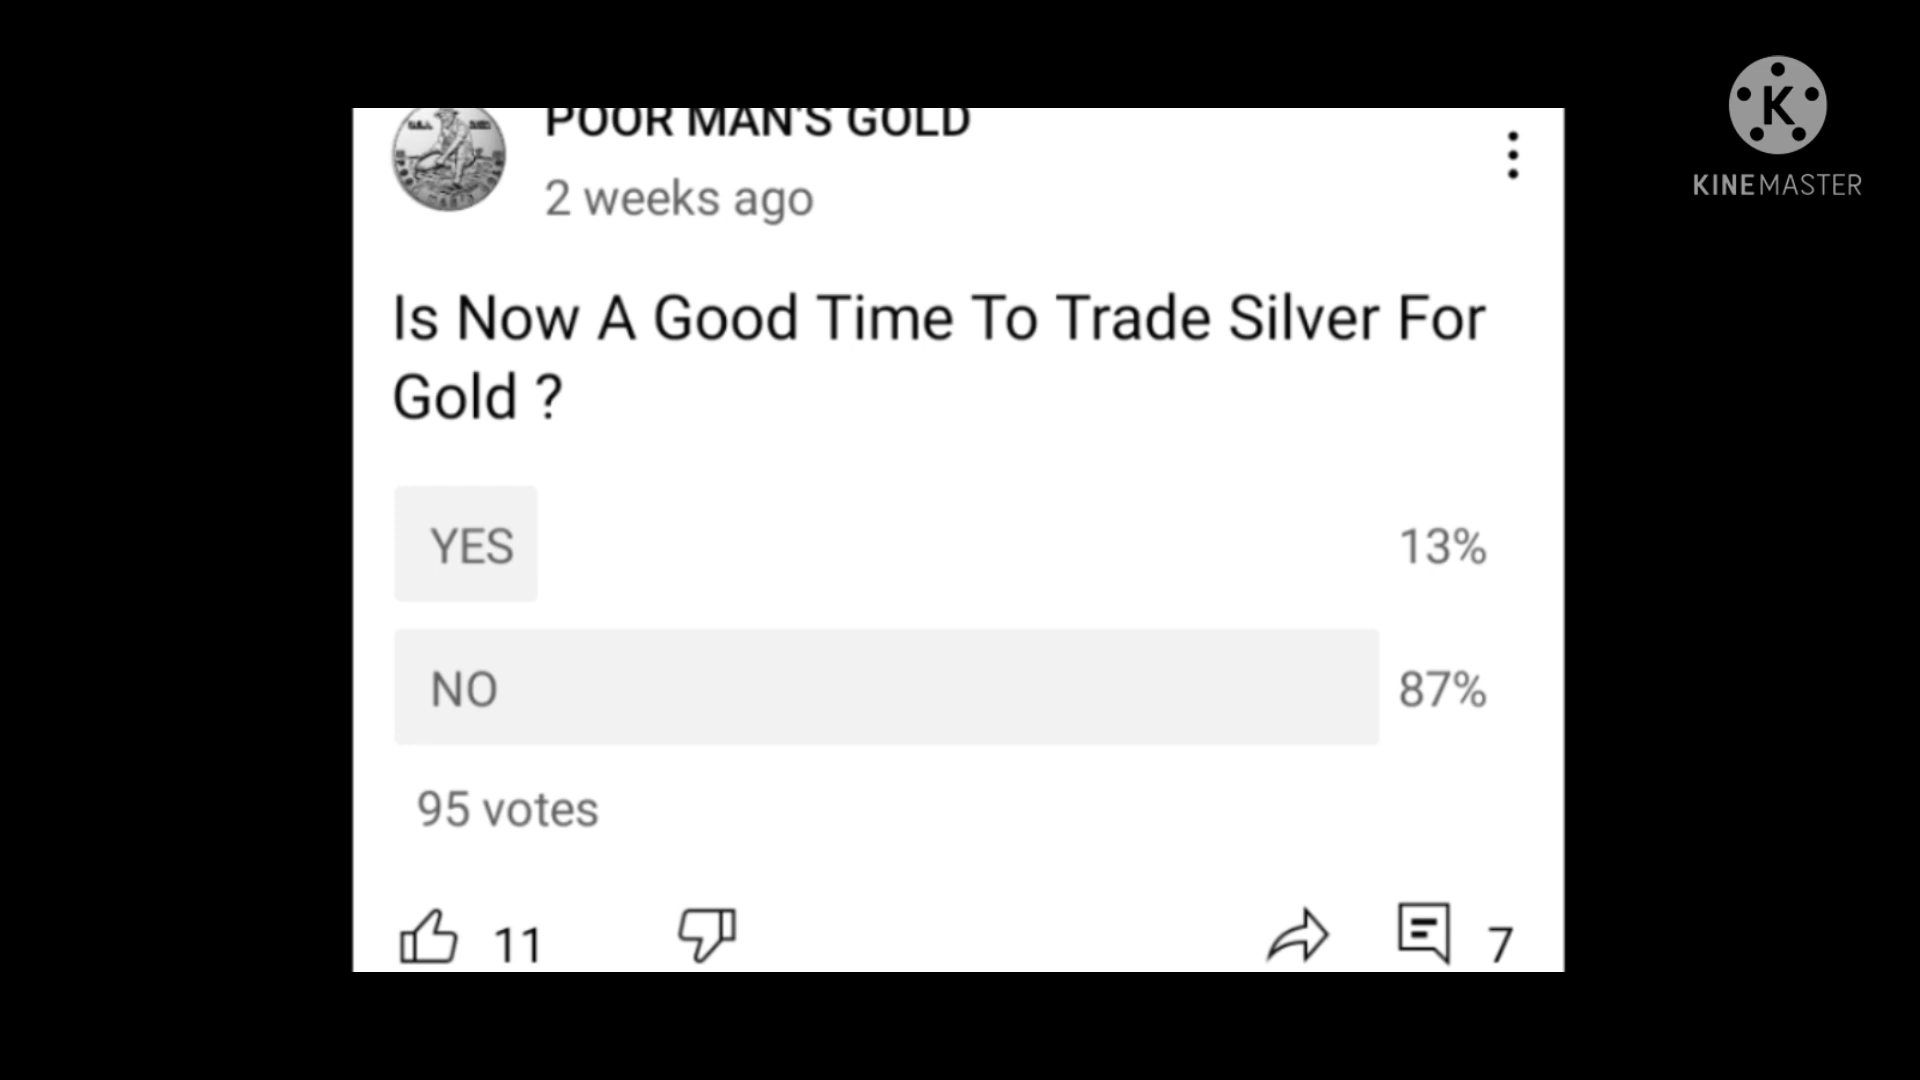 POOR MAN'S GOLD
2 weeks ago
K
KINEMASTER
Is Now A Good Time To Trade Silver For
Gold ?
YES 13%
NO 87%
95 votes
11 7